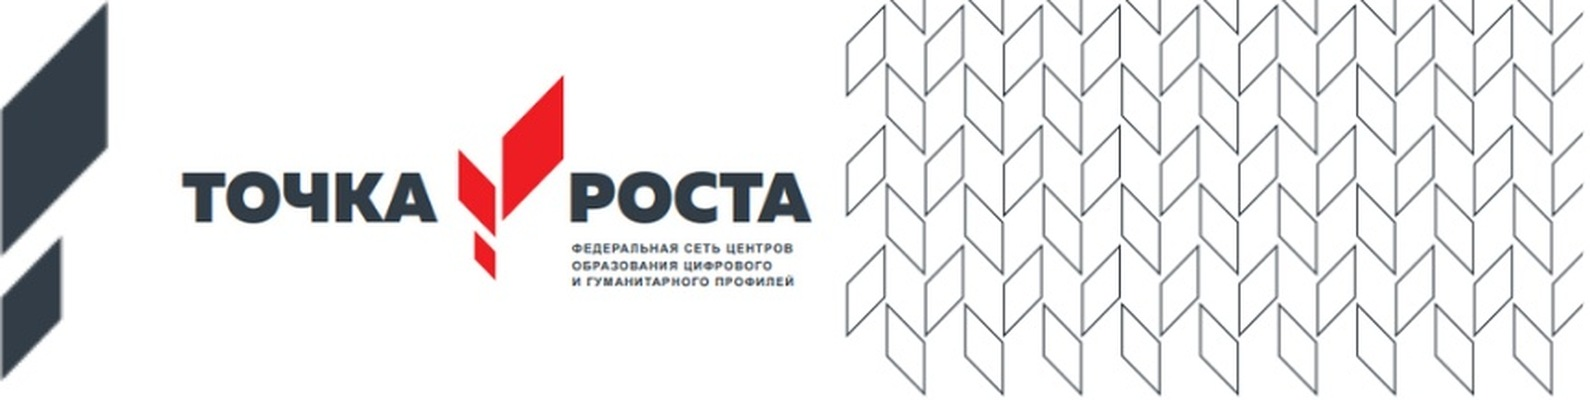 ТОЧКА РОСТА
ФЕДЕРАЛЬНАЯ СЕТЬ ЦЕНТРОВ
ОБРАЗОВАНИЯ ЦИФРОВОГО
И ГУМАНИТАРНОГО ПРОФИЛЕЙ